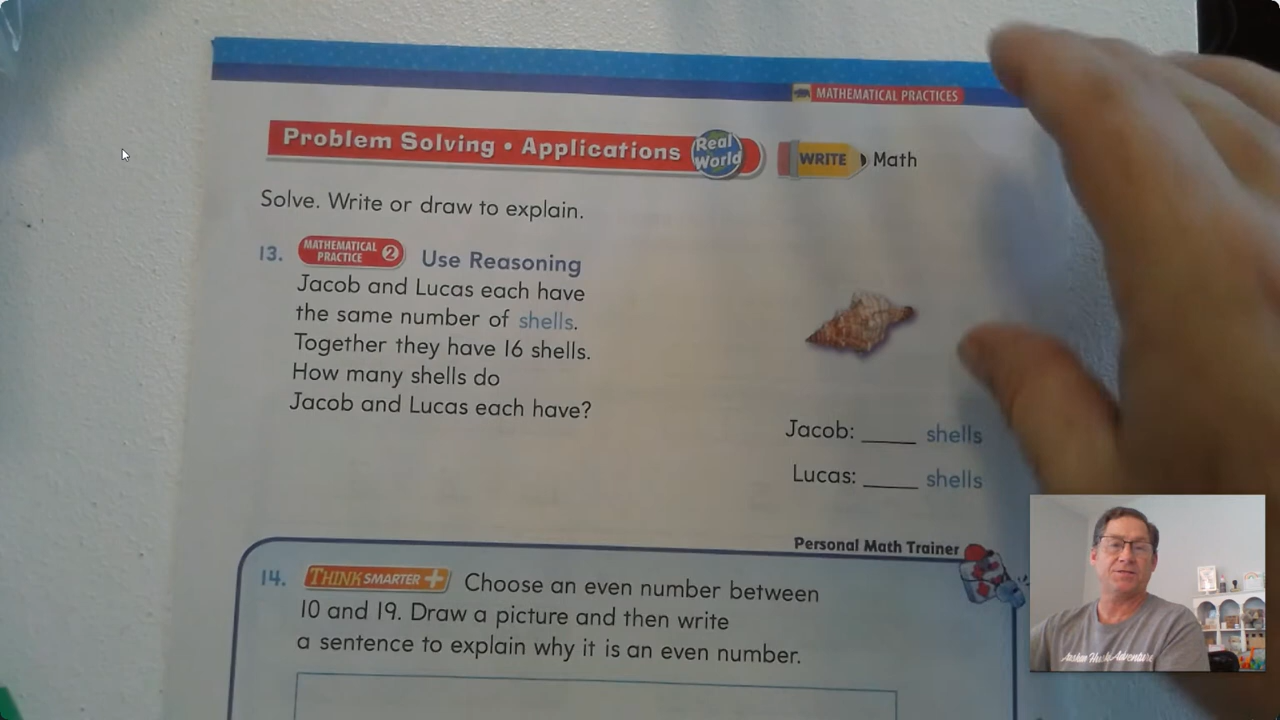 MATHEMATICAL PRACTICES
Problem Solving • Applications Real World WRITE Math
Solve. Write or draw to explain.
13. MATHEMATICAL PRACTICE 2 Use Reasoning
Jacob and Lucas each have
the same number of shells.
Together they have 16 shells.
How many shells do
Jacob and Lucas each have?
Jacob: ____ shells
Lucas: ____ shells
Personal Math Trainer
14. THINK SMARTER + Choose an even number between
10 and 19. Draw a picture and then write
a sentence to explain why it is an even number.